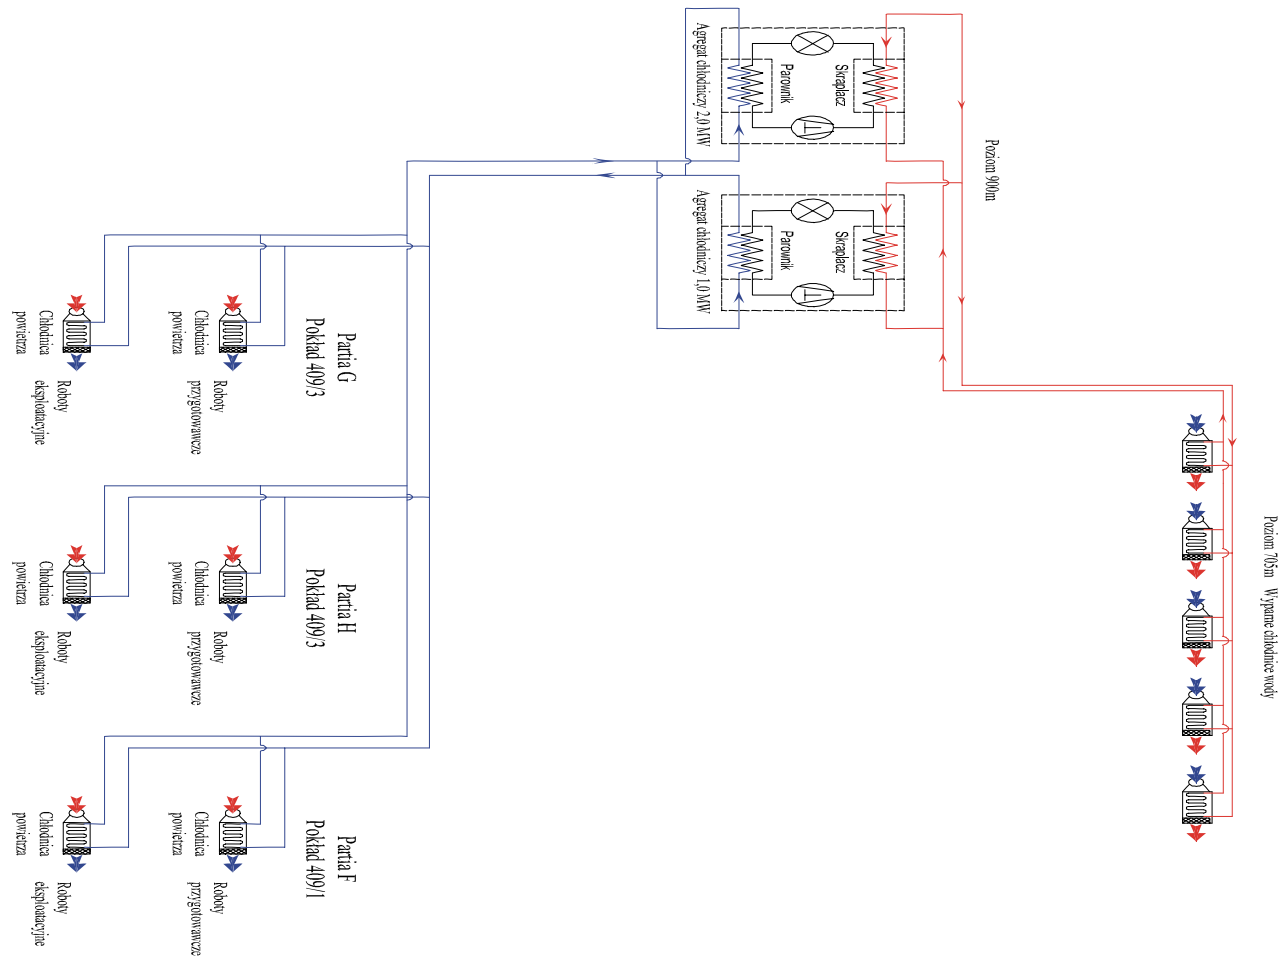 Poziom 705m   Wyparne chłodnice wody
Poziom 900m
Agregat chłodniczy 2,0 MW
Skraplacz
Parownik
Agregat chłodniczy 1,0 MW
Skraplacz
Parownik
Partia G
Pokład 409/3
Chłodnica
powietrza
Roboty
przygotowawcze
Chłodnica
powietrza
Roboty
eksploatacyjne
Partia H
Pokład 409/3
Chłodnica
powietrza
Roboty
przygotowawcze
Chłodnica
powietrza
Roboty
eksploatacyjne
Partia F
Pokład 409/1
Chłodnica
powietrza
Roboty
przygotowawcze
Chłodnica
powietrza
Roboty
eksploatacyjne